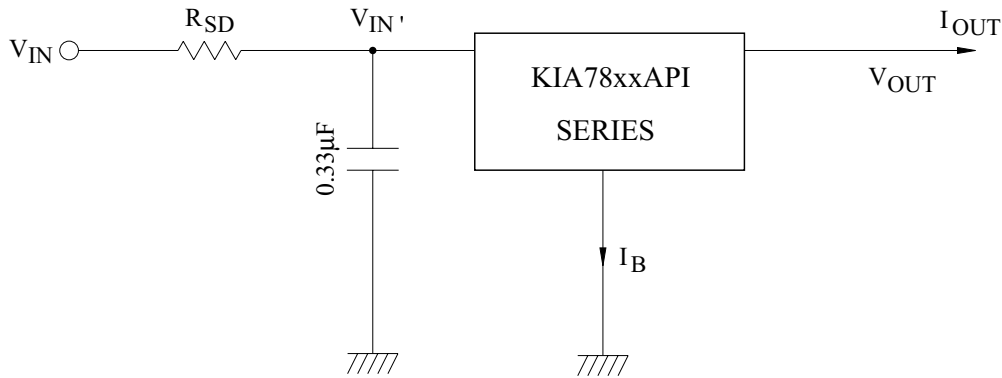 V_IN
R_SD
V_IN'
0.33μF
KIA78xxAPI
SERIES
I_OUT
V_OUT
I_B